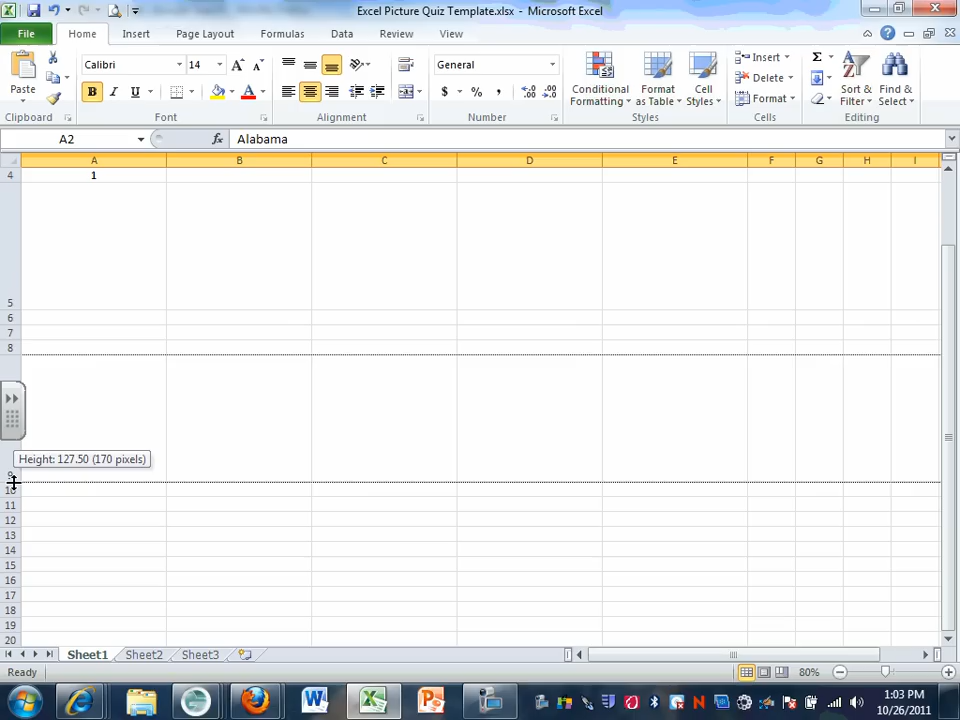 Excel Picture Quiz Template.xlsx - Microsoft Excel
File Home Insert Page Layout Formulas Data Review View
Calibri 14 General Insert Σ
Paste Delete
B I U $ % , Conditional Formatting Format as Table Cell Styles Format Sort & Filter Find & Select
Clipboard Font Alignment Number Styles Cells Editing
A2 fx Alabama
A B C D E F G H I
4 1
5
6
7
8
Height: 127.50 (170 pixels)
9
10
11
12
13
14
15
16
17
18
19
20
Sheet1 Sheet2 Sheet3
Ready 80%
1:03 PM
10/26/2011